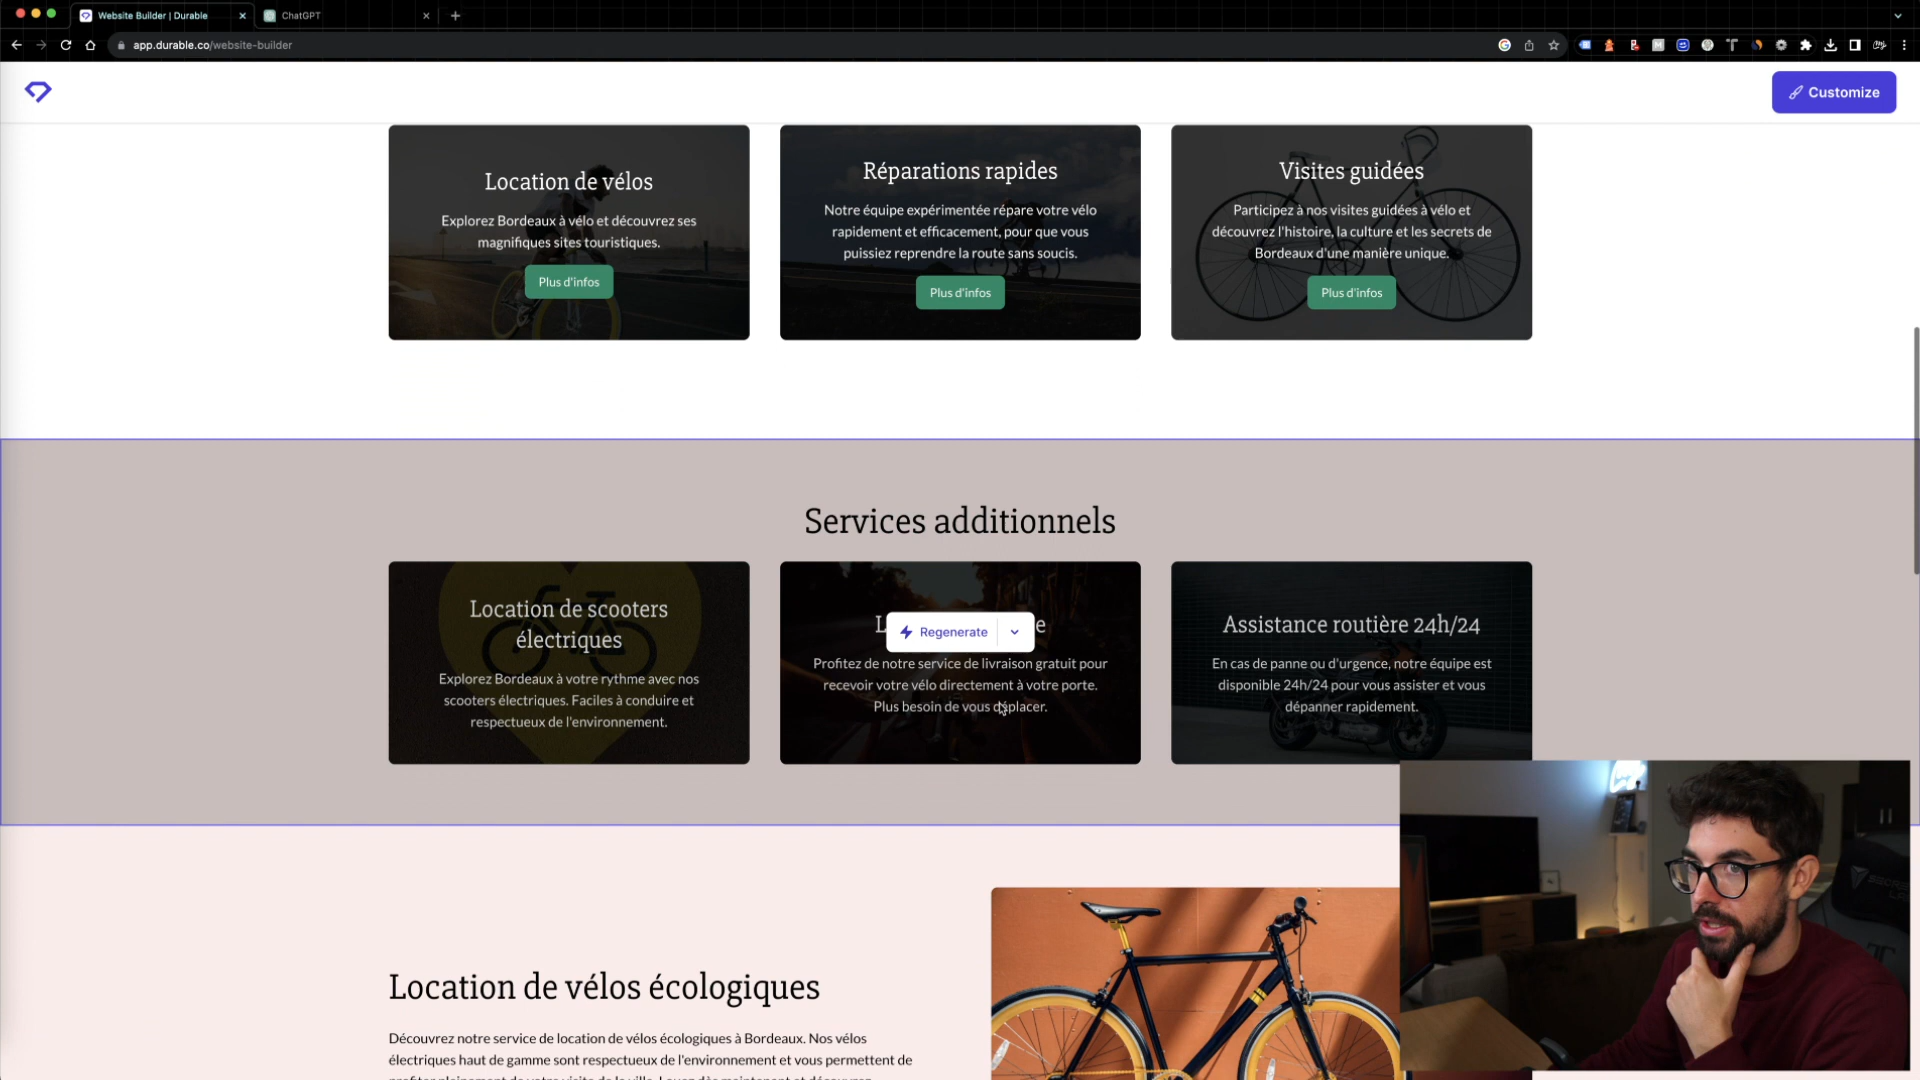 Website Builder | Durable
ChatGPT
app.durable.co/website-builder
Customize
Location de vélos
Explorez Bordeaux à vélo et découvrez ses
magnifiques sites touristiques.
Plus d'infos
Réparations rapides
Notre équipe expérimentée répare votre vélo
rapidement et efficacement, pour que vous
puissiez reprendre la route sans soucis.
Plus d'infos
Visites guidées
Participez à nos visites guidées à vélo et
découvrez l'histoire, la culture et les secrets de
Bordeaux d'une manière unique.
Plus d'infos
Services additionnels
Location de scooters
électriques
Explorez Bordeaux à votre rythme avec nos
scooters électriques. Faciles à conduire et
respectueux de l'environnement.
Regenerate
Profitez de notre service de livraison gratuit pour
recevoir votre vélo directement à votre porte.
Plus besoin de vous déplacer.
Assistance routière 24h/24
En cas de panne ou d'urgence, notre équipe est
disponible 24h/24 pour vous assister et vous
dépanner rapidement.
Location de vélos écologiques
Découvrez notre service de location de vélos écologiques à Bordeaux. Nos vélos
électriques haut de gamme sont respectueux de l'environnement et vous permettent de